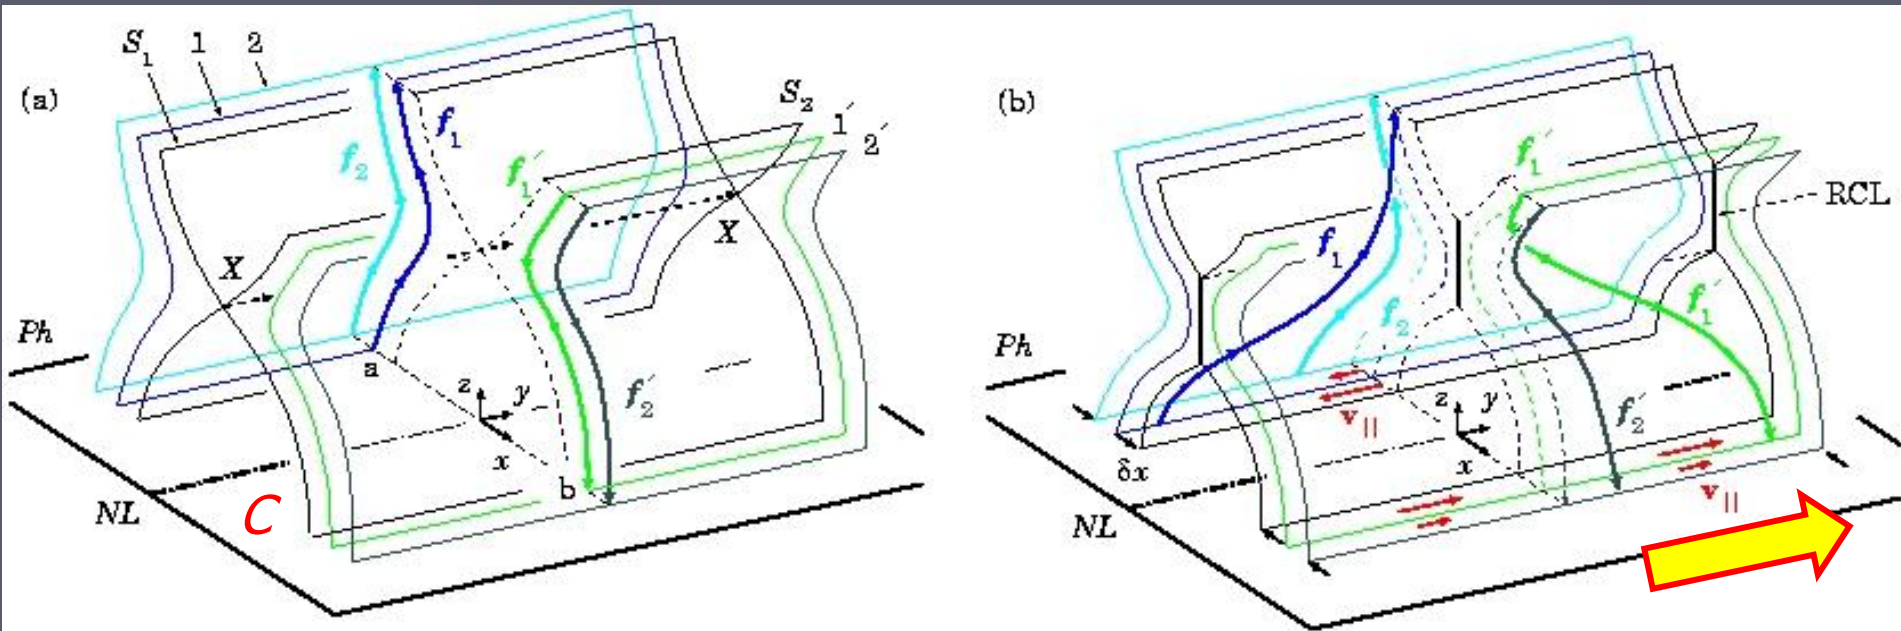 (a)
S₁ 1 2
S₂ 1′ 2′
f₂ f₁ f₁′
X X
Ph
a
z y x
f₂′
b
NL
C
(b)
f₁′
RCL
f₁
f₂ f₁′
Ph
v||
z y x
f₂′
δx
v||
NL